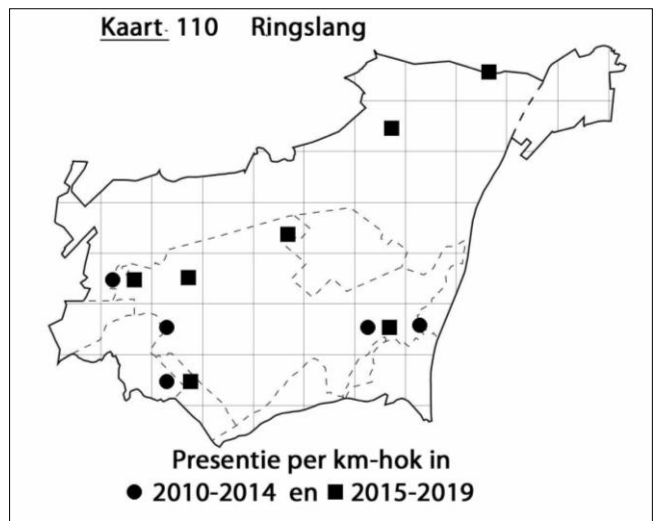 Kaart 110 Ringslang
Presentie per km-hok in
● 2010-2014 en ■ 2015-2019